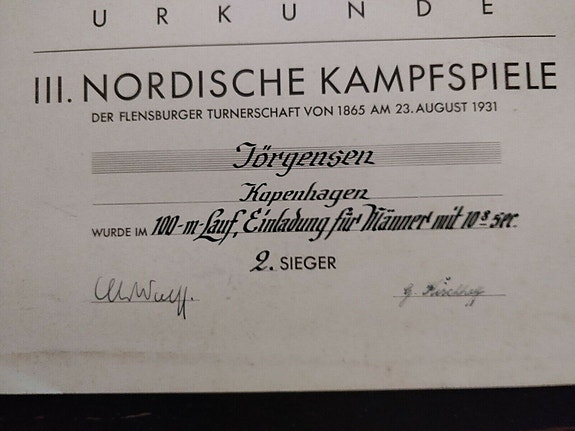 URKUNDE
III. NORDISCHE KAMPFSPIELE
DER FLENSBURGER TURNERSCHAFT VON 1865 AM 23. AUGUST 1931
Jörgensen
Kopenhagen
WURDE IM 100-m-Lauf, Einladung für Männer mit 10⁸ sec.
2. SIEGER